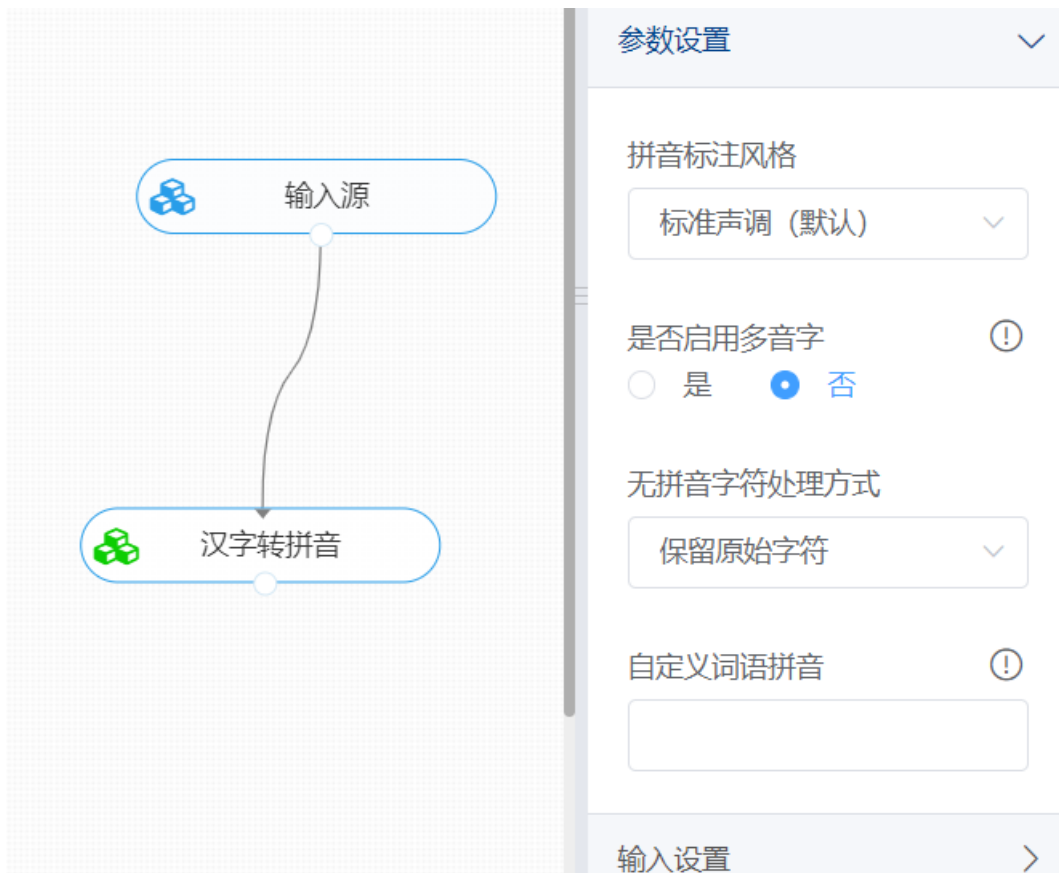 输入源
汉字转拼音
参数设置
拼音标注风格
标准声调（默认）
是否启用多音字
是 否
无拼音字符处理方式
保留原始字符
自定义词语拼音
输入设置